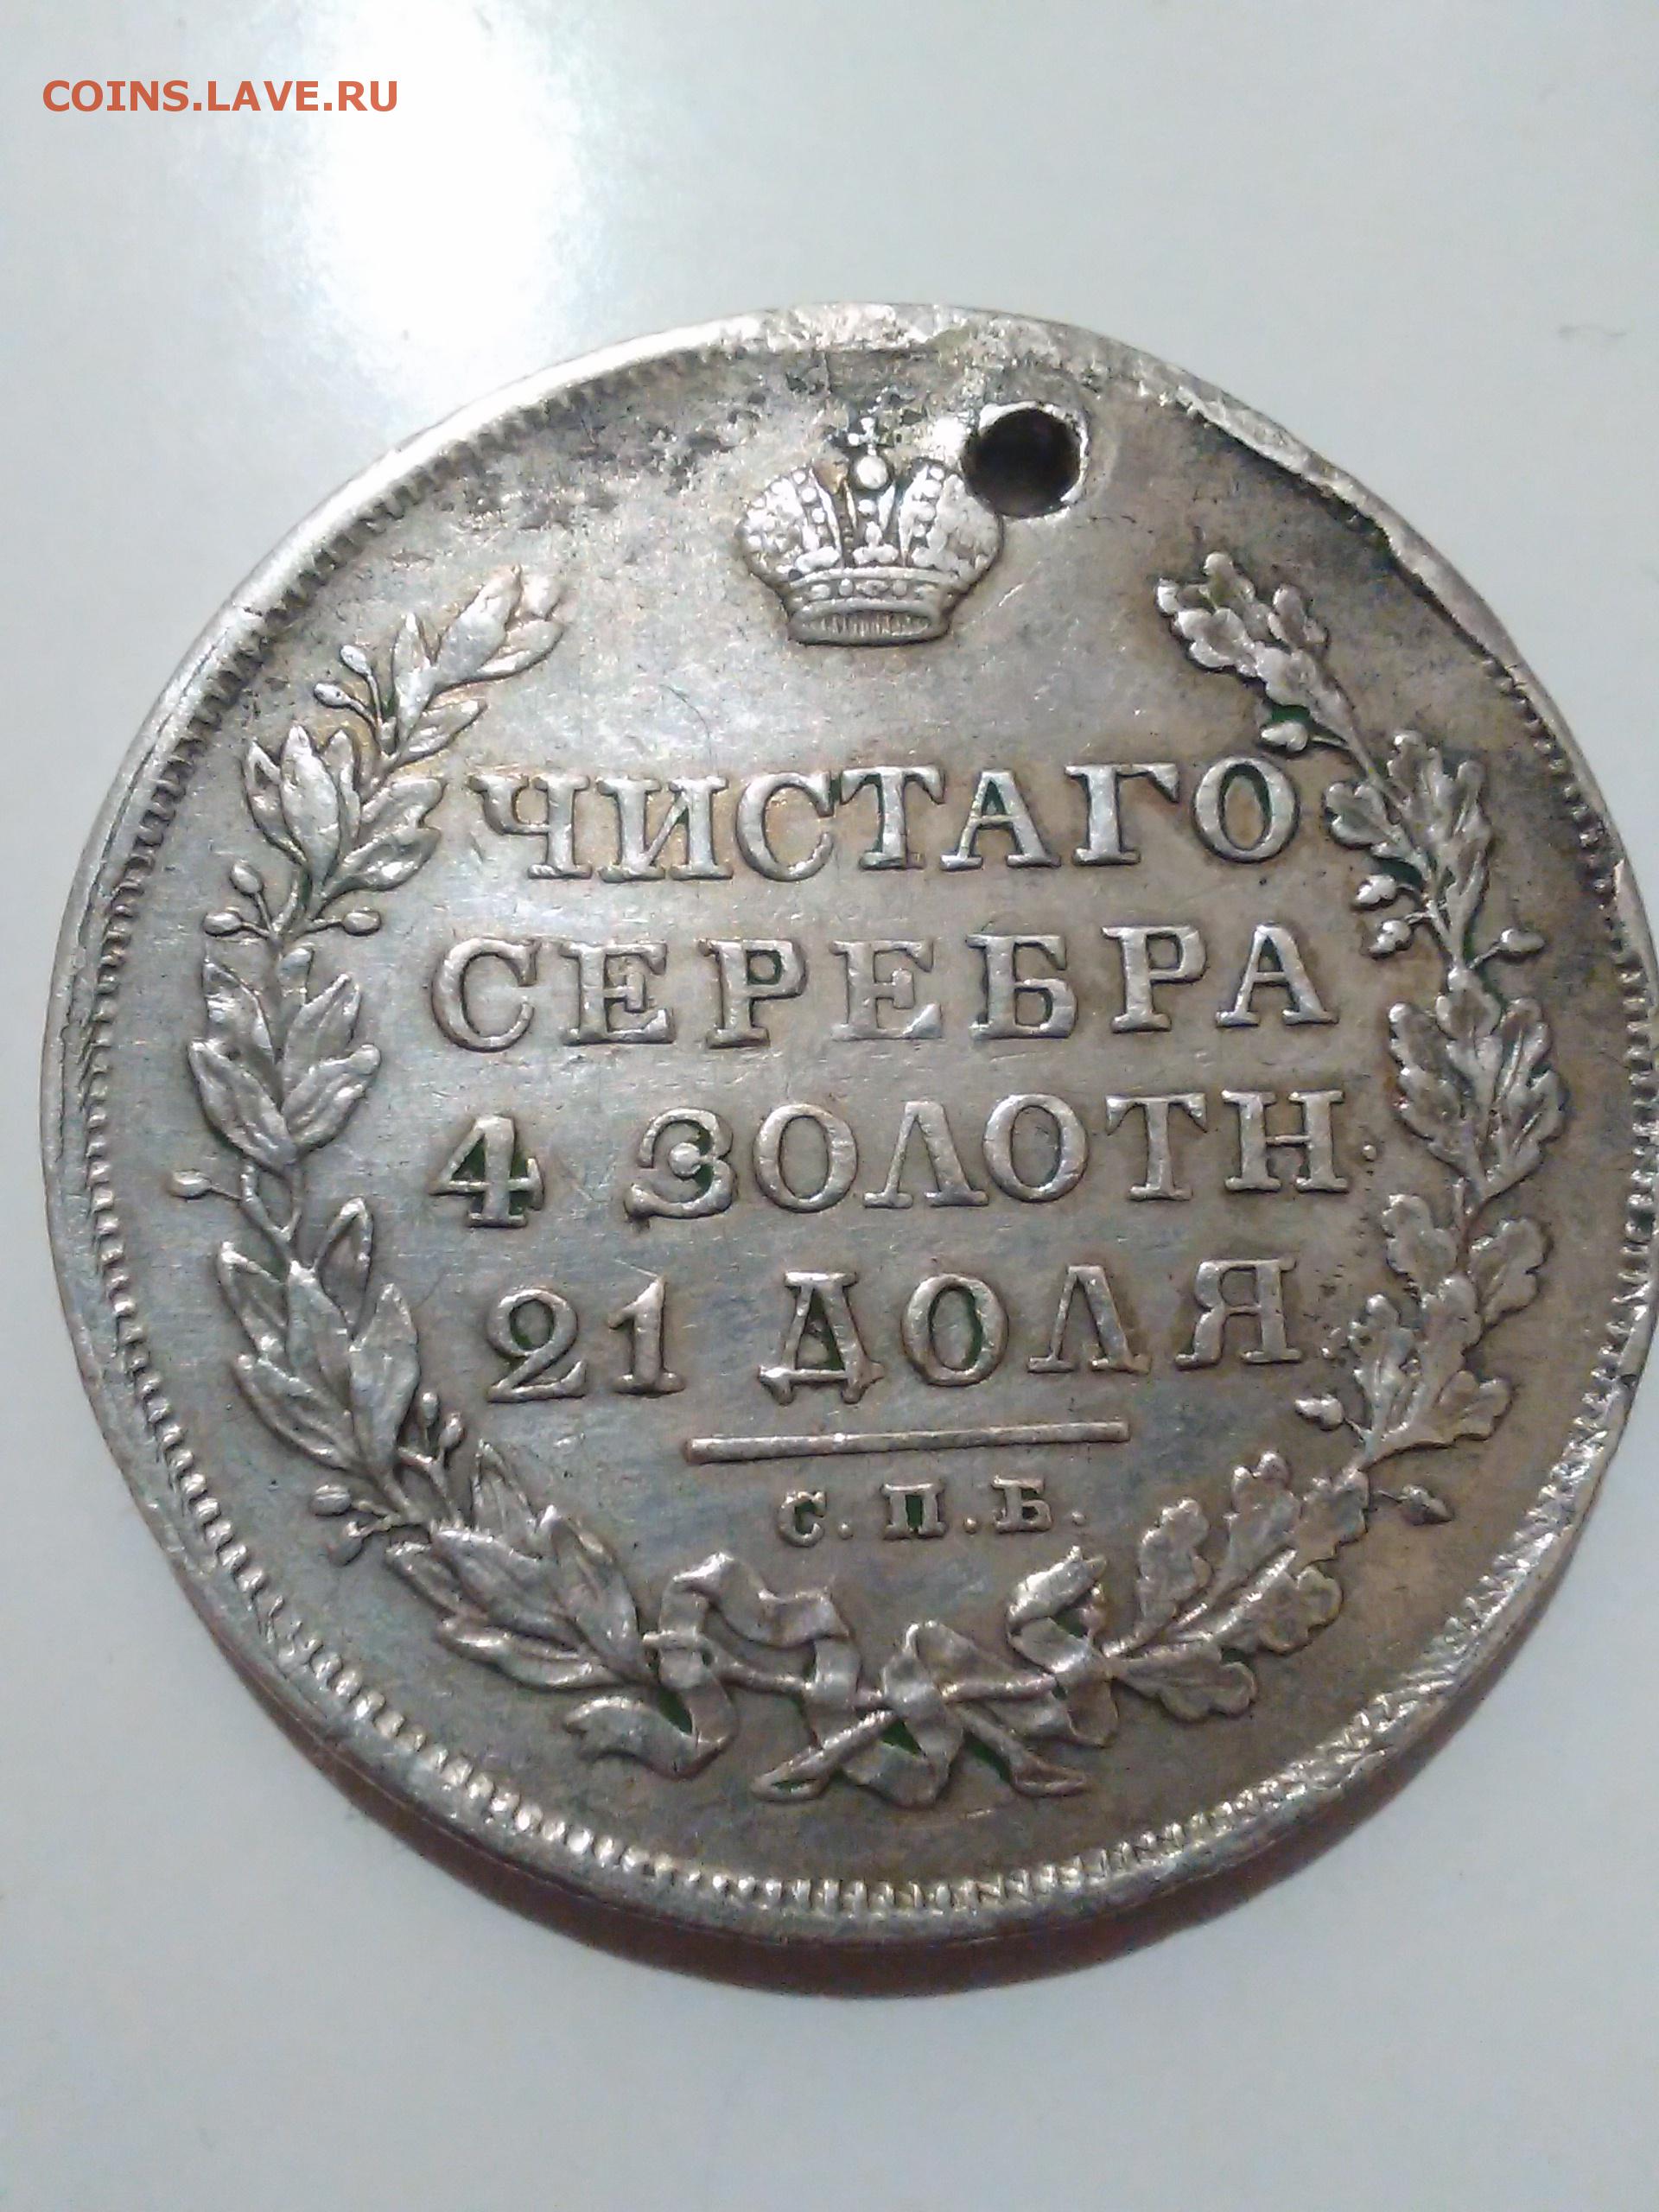 COINS.LAVE.RU
ЧИСТАГО
СЕРЕБРА
4 ЗОЛОТН.
21 ДОЛЯ
С.П.Б.